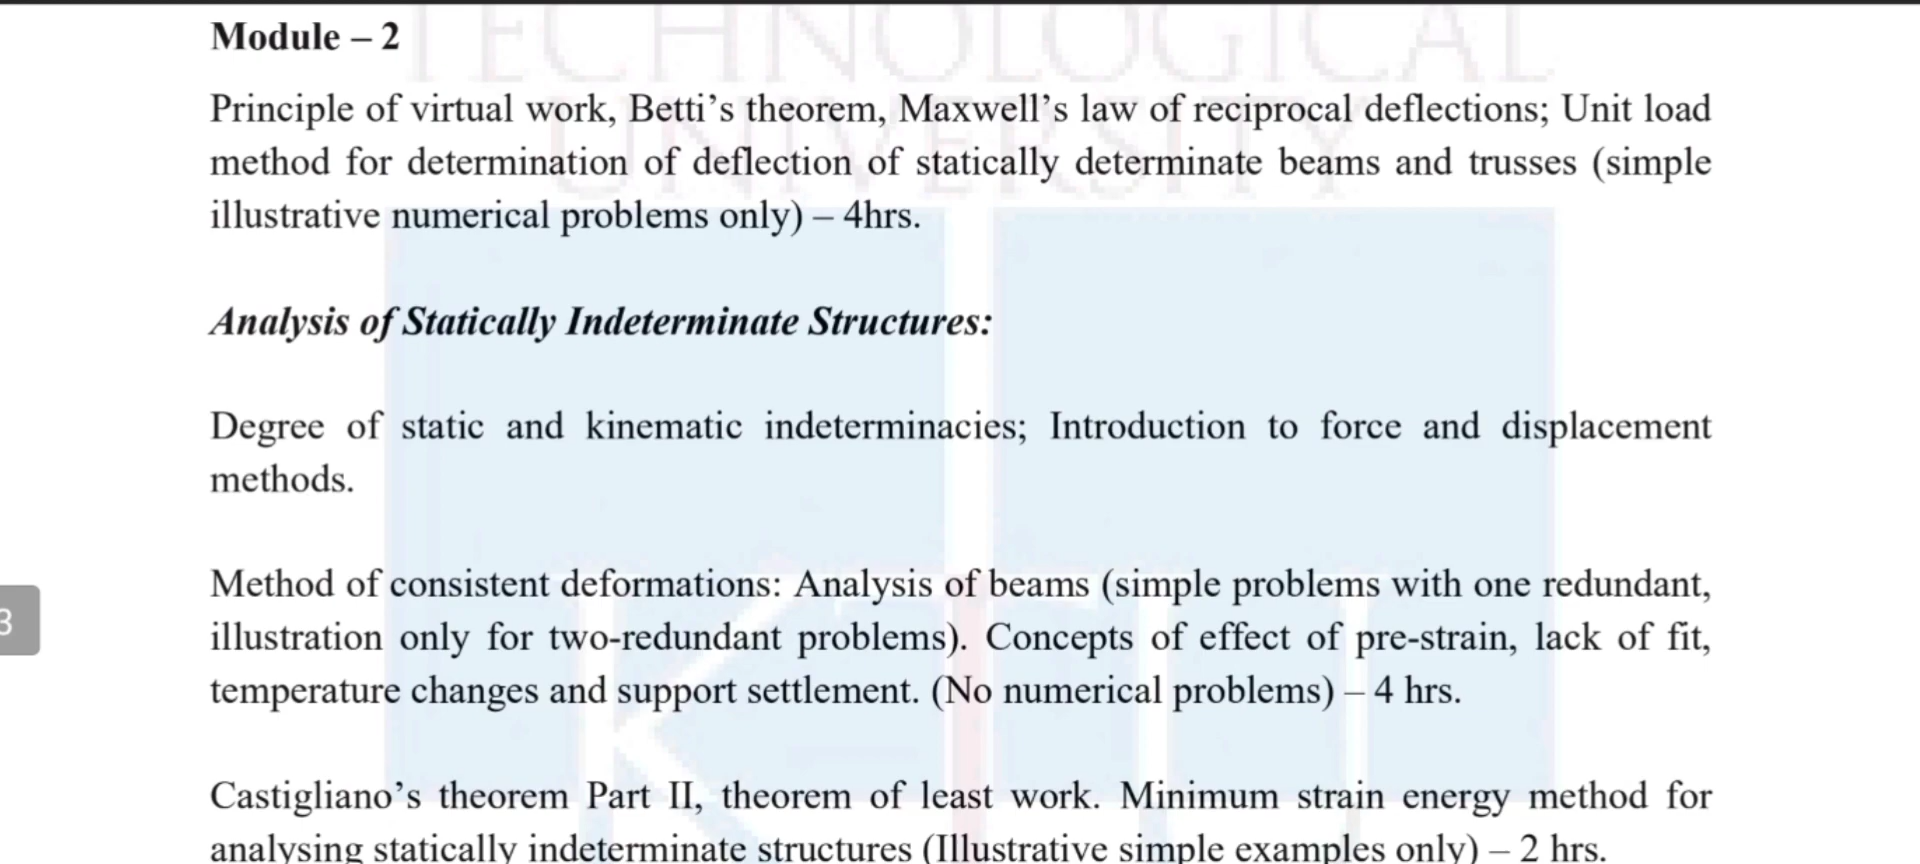 TECHNOLOGICAL
UNIVERSITY
Module – 2
Principle of virtual work, Betti’s theorem, Maxwell’s law of reciprocal deflections; Unit load
method for determination of deflection of statically determinate beams and trusses (simple
illustrative numerical problems only) – 4hrs.
Analysis of Statically Indeterminate Structures:
Degree of static and kinematic indeterminacies; Introduction to force and displacement
methods.
Method of consistent deformations: Analysis of beams (simple problems with one redundant,
illustration only for two-redundant problems). Concepts of effect of pre-strain, lack of fit,
3
temperature changes and support settlement. (No numerical problems) – 4 hrs.
KTU
Castigliano’s theorem Part II, theorem of least work. Minimum strain energy method for
analysing statically indeterminate structures (Illustrative simple examples only) – 2 hrs.